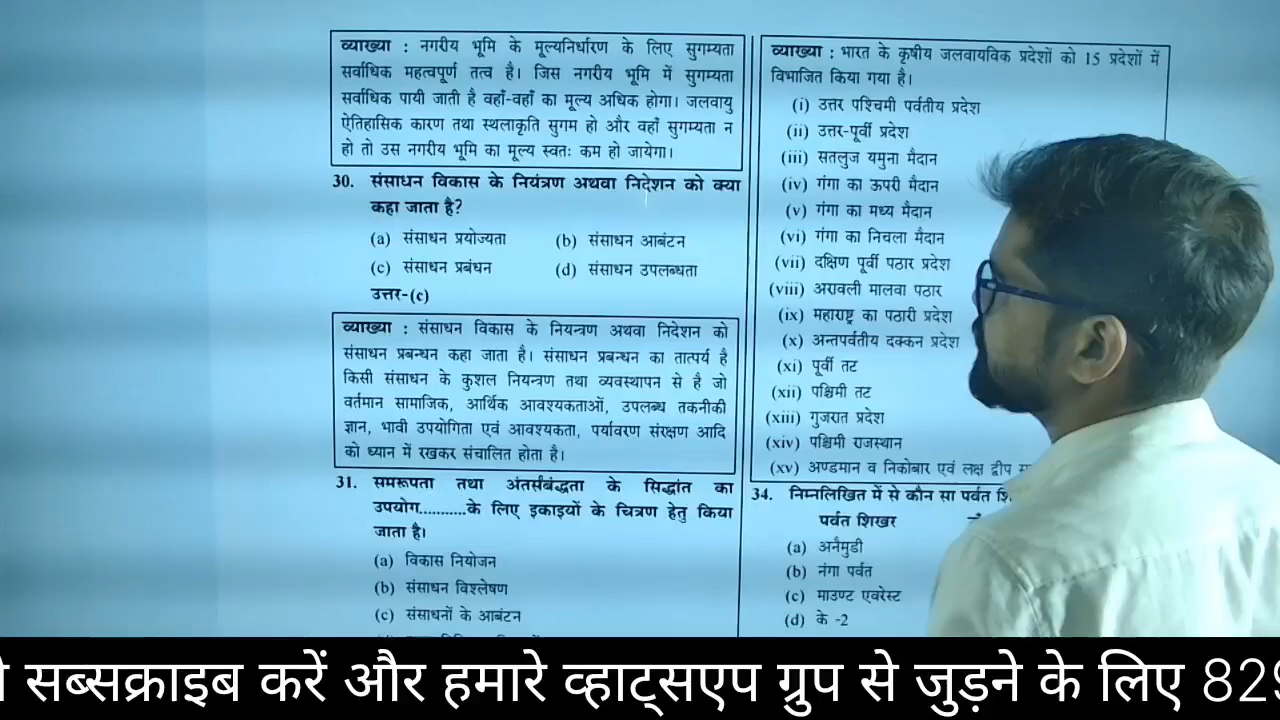 व्याख्या : नगरीय भूमि के मूल्यनिर्धारण के लिए सुगम्यता
सर्वाधिक महत्वपूर्ण तत्व है। जिस नगरीय भूमि में सुगम्यता
सर्वाधिक पायी जाती है वहाँ-वहाँ का मूल्य अधिक होगा। जलवायु
ऐतिहासिक कारण तथा स्थलाकृति सुगम हो और वहाँ सुगम्यता न
हो तो उस नगरीय भूमि का मूल्य स्वतः कम हो जायेगा।
30. संसाधन विकास के नियंत्रण अथवा निदेशन को क्या
कहा जाता है?
(a) संसाधन प्रयोज्यता (b) संसाधन आबंटन
(c) संसाधन प्रबंधन (d) संसाधन उपलब्धता
उत्तर-(c)
व्याख्या : संसाधन विकास के नियन्त्रण अथवा निदेशन को
संसाधन प्रबन्धन कहा जाता है। संसाधन प्रबन्धन का तात्पर्य है
किसी संसाधन के कुशल नियन्त्रण तथा व्यवस्थापन से है जो
वर्तमान सामाजिक, आर्थिक आवश्यकताओं, उपलब्ध तकनीकी
ज्ञान, भावी उपयोगिता एवं आवश्यकता, पर्यावरण संरक्षण आदि
को ध्यान में रखकर संचालित होता है।
31. समरूपता तथा अंतर्संबंद्धता के सिद्धांत का
उपयोग...........के लिए इकाइयों के चित्रण हेतु किया
जाता है।
(a) विकास नियोजन
(b) संसाधन विश्लेषण
(c) संसाधनों के आबंटन
व्याख्या : भारत के कृषीय जलवायविक प्रदेशों को 15 प्रदेशों में
विभाजित किया गया है।
(i) उत्तर पश्चिमी पर्वतीय प्रदेश
(ii) उत्तर-पूर्वी प्रदेश
(iii) सतलुज यमुना मैदान
(iv) गंगा का ऊपरी मैदान
(v) गंगा का मध्य मैदान
(vi) गंगा का निचला मैदान
(vii) दक्षिण पूर्वी पठार प्रदेश
(viii) अरावली मालवा पठार
(ix) महाराष्ट्र का पठारी प्रदेश
(x) अन्तपर्वतीय दक्कन प्रदेश
(xi) पूर्वी तट
(xii) पश्चिमी तट
(xiii) गुजरात प्रदेश
(xiv) पश्चिमी राजस्थान
(xv) अण्डमान व निकोबार एवं लक्ष द्वीप
34. निम्नलिखित में से कौन सा पर्वत
पर्वत शिखर
(a) अनैमुडी
(b) नंगा पर्वत
(c) माउण्ट एवरेस्ट
(d) के -2
सब्सक्राइब करें और हमारे व्हाट्सएप ग्रुप से जुड़ने के लिए 829